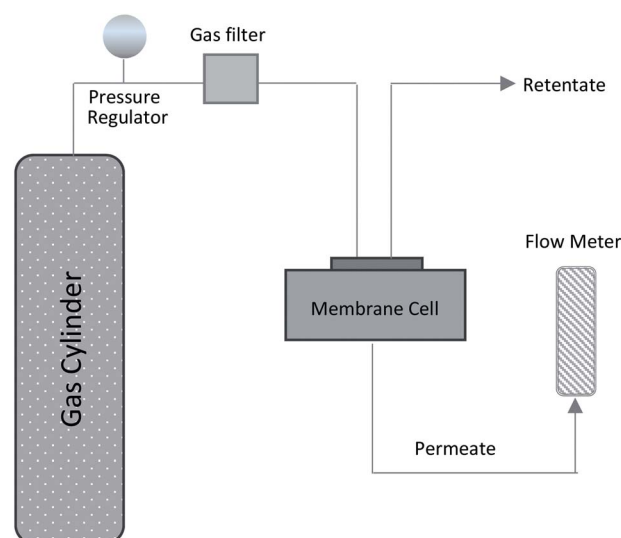 Gas filter
Pressure
Regulator
Retentate
Flow Meter
Gas Cylinder
Membrane Cell
Permeate